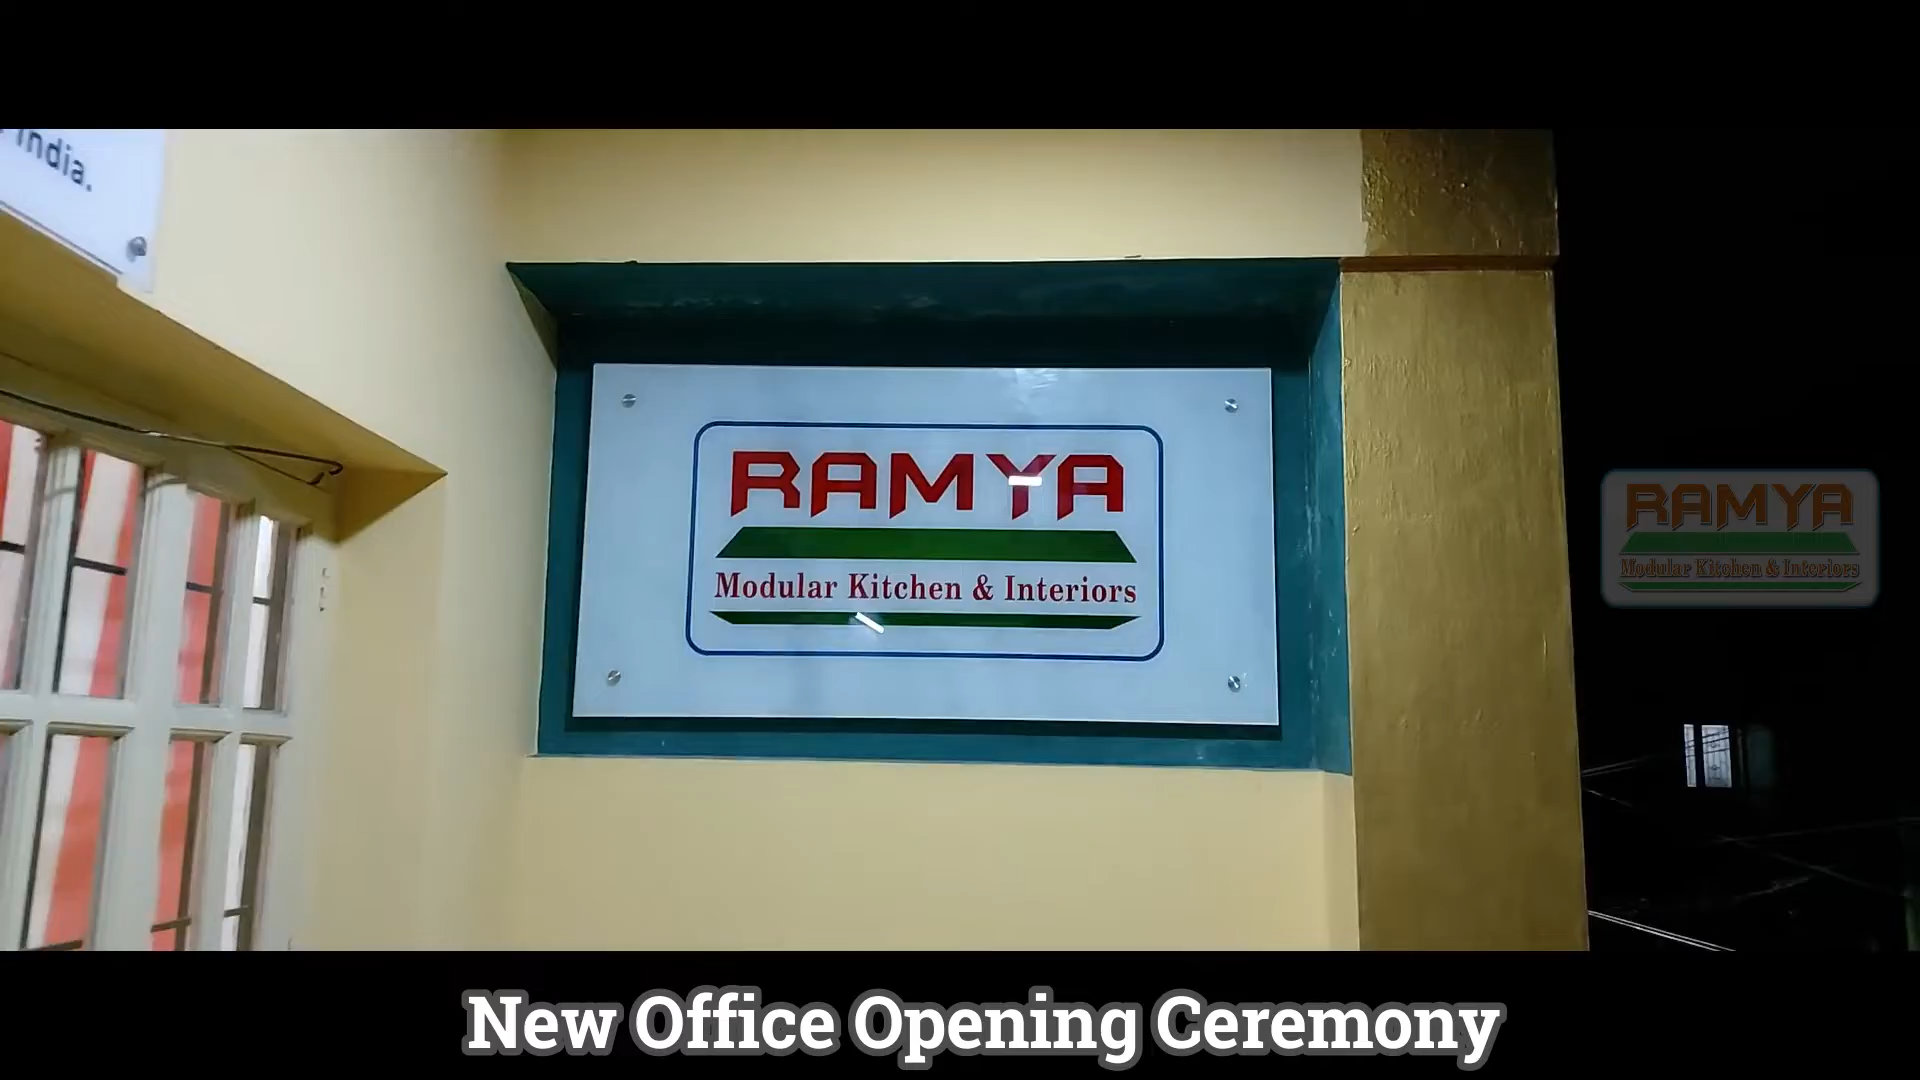 India.
RAMYA
Modular Kitchen & Interiors
RAMYA
Modular Kitchen & Interiors
New Office Opening Ceremony